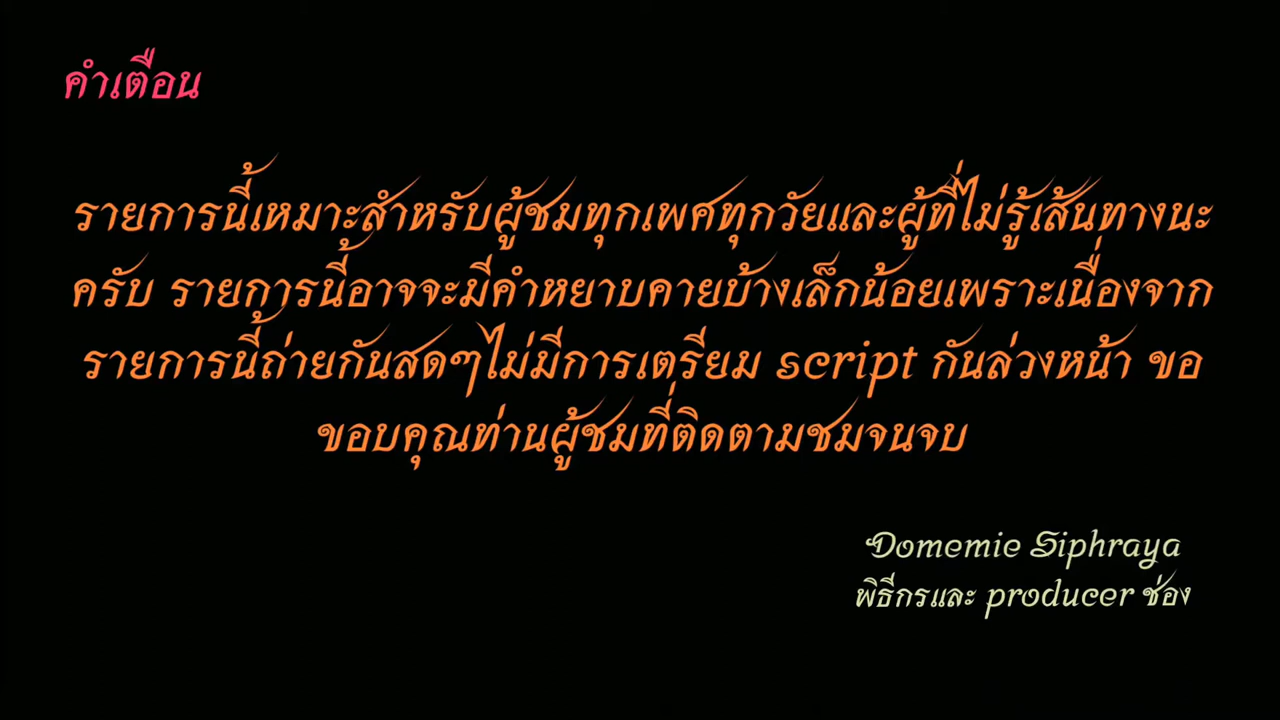 คำเตือน
รายการนี้เหมาะสำหรับผู้ชมทุกเพศทุกวัยและผู้ที่ไม่รู้เส้นทางนะ
ครับ รายการนี้อาจจะมีคำหยาบคายบ้างเล็กน้อยเพราะเนื่องจาก
รายการนี้ถ่ายกันสดๆไม่มีการเตรียม script กันล่วงหน้า ขอ
ขอบคุณท่านผู้ชมที่ติดตามชมจนจบ
Domemie Siphraya
พิธีกรและ producer ช่อง